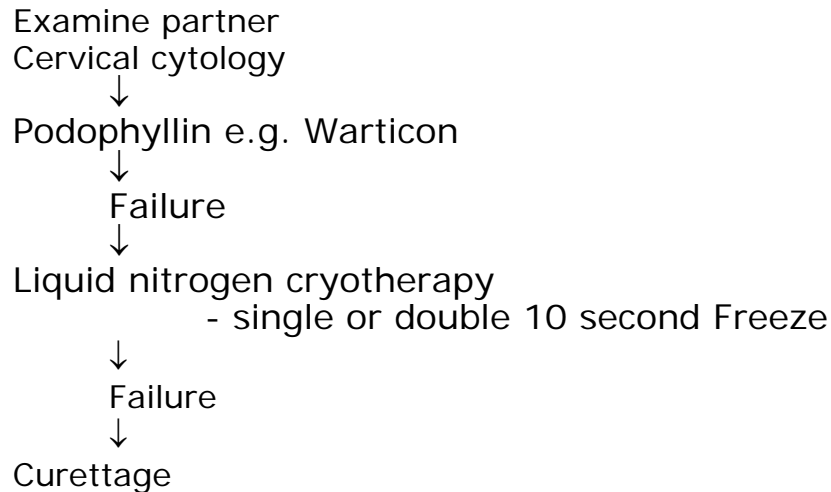 Examine partner
Cervical cytology
↓
Podophyllin e.g. Warticon
↓
Failure
↓
Liquid nitrogen cryotherapy
- single or double 10 second Freeze
↓
Failure
↓
Curettage